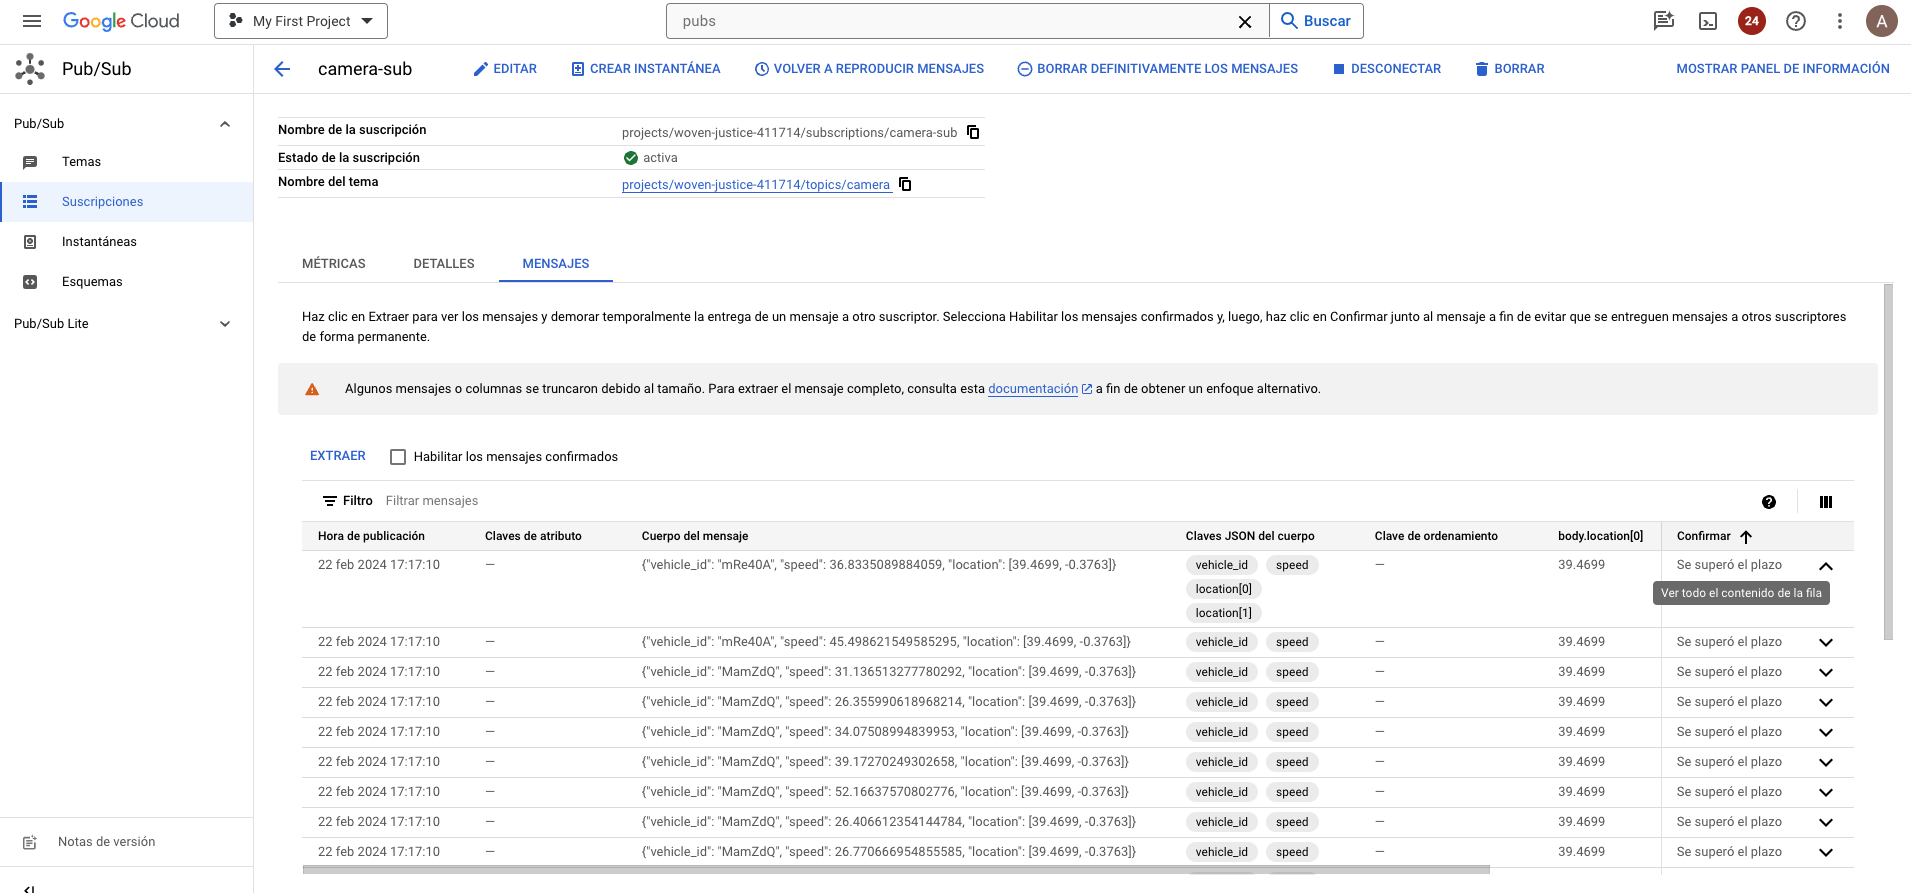 Google Cloud
My First Project
pubs
Buscar
24
A
Pub/Sub
camera-sub
EDITAR
CREAR INSTANTÁNEA
VOLVER A REPRODUCIR MENSAJES
BORRAR DEFINITIVAMENTE LOS MENSAJES
DESCONECTAR
BORRAR
MOSTRAR PANEL DE INFORMACIÓN
Pub/Sub
Temas
Suscripciones
Instantáneas
Esquemas
Pub/Sub Lite
Notas de versión
Nombre de la suscripción projects/woven-justice-411714/subscriptions/camera-sub
Estado de la suscripción activa
Nombre del tema projects/woven-justice-411714/topics/camera
MÉTRICAS DETALLES MENSAJES
Haz clic en Extraer para ver los mensajes y demorar temporalmente la entrega de un mensaje a otro suscriptor. Selecciona Habilitar los mensajes confirmados y, luego, haz clic en Confirmar junto al mensaje a fin de evitar que se entreguen mensajes a otros suscriptores
de forma permanente.
Algunos mensajes o columnas se truncaron debido al tamaño. Para extraer el mensaje completo, consulta esta documentación a fin de obtener un enfoque alternativo.
EXTRAER Habilitar los mensajes confirmados
Filtro Filtrar mensajes
Hora de publicación Claves de atributo Cuerpo del mensaje Claves JSON del cuerpo Clave de ordenamiento body.location[0] Confirmar
22 feb 2024 17:17:10 — {"vehicle_id": "mRe40A", "speed": 36.8335089884059, "location": [39.4699, -0.3763]} vehicle_id speed — 39.4699 Se superó el plazo
location[0]
Ver todo el contenido de la fila
location[1]
22 feb 2024 17:17:10 — {"vehicle_id": "mRe40A", "speed": 45.498621549585295, "location": [39.4699, -0.3763]} vehicle_id speed — 39.4699 Se superó el plazo
22 feb 2024 17:17:10 — {"vehicle_id": "MamZdQ", "speed": 31.136513277780292, "location": [39.4699, -0.3763]} vehicle_id speed — 39.4699 Se superó el plazo
22 feb 2024 17:17:10 — {"vehicle_id": "MamZdQ", "speed": 26.355990618968214, "location": [39.4699, -0.3763]} vehicle_id speed — 39.4699 Se superó el plazo
22 feb 2024 17:17:10 — {"vehicle_id": "MamZdQ", "speed": 34.07508994839953, "location": [39.4699, -0.3763]} vehicle_id speed — 39.4699 Se superó el plazo
22 feb 2024 17:17:10 — {"vehicle_id": "MamZdQ", "speed": 39.17270249302658, "location": [39.4699, -0.3763]} vehicle_id speed — 39.4699 Se superó el plazo
22 feb 2024 17:17:10 — {"vehicle_id": "MamZdQ", "speed": 52.16637570802776, "location": [39.4699, -0.3763]} vehicle_id speed — 39.4699 Se superó el plazo
22 feb 2024 17:17:10 — {"vehicle_id": "MamZdQ", "speed": 26.406612354144784, "location": [39.4699, -0.3763]} vehicle_id speed — 39.4699 Se superó el plazo
22 feb 2024 17:17:10 — {"vehicle_id": "MamZdQ", "speed": 26.770666954855585, "location": [39.4699, -0.3763]} vehicle_id speed — 39.4699 Se superó el plazo